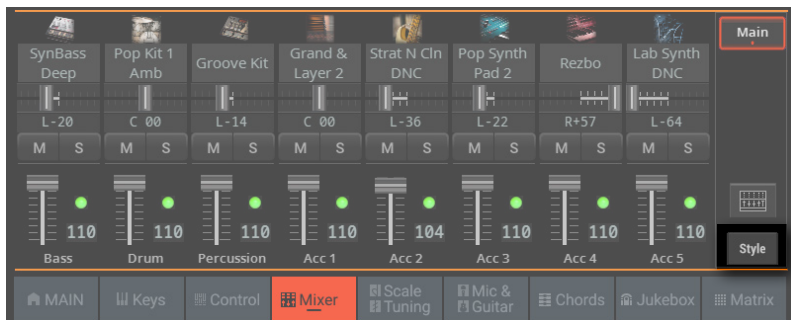 SynBass Pop Kit 1 Groove Kit Grand & Strat N Cln Pop Synth Rezbo Lab Synth Main
Deep Amb Layer 2 DNC Pad 2 DNC
L-20 C 00 L-14 C 00 L-36 L-22 R+57 L-64
M S M S M S M S M S M S M S M S
110 110 110 110 104 110 110 110
Bass Drum Percussion Acc 1 Acc 2 Acc 3 Acc 4 Acc 5 Style
MAIN Keys Control Mixer Scale Mic & Chords Jukebox Matrix
Tuning Guitar